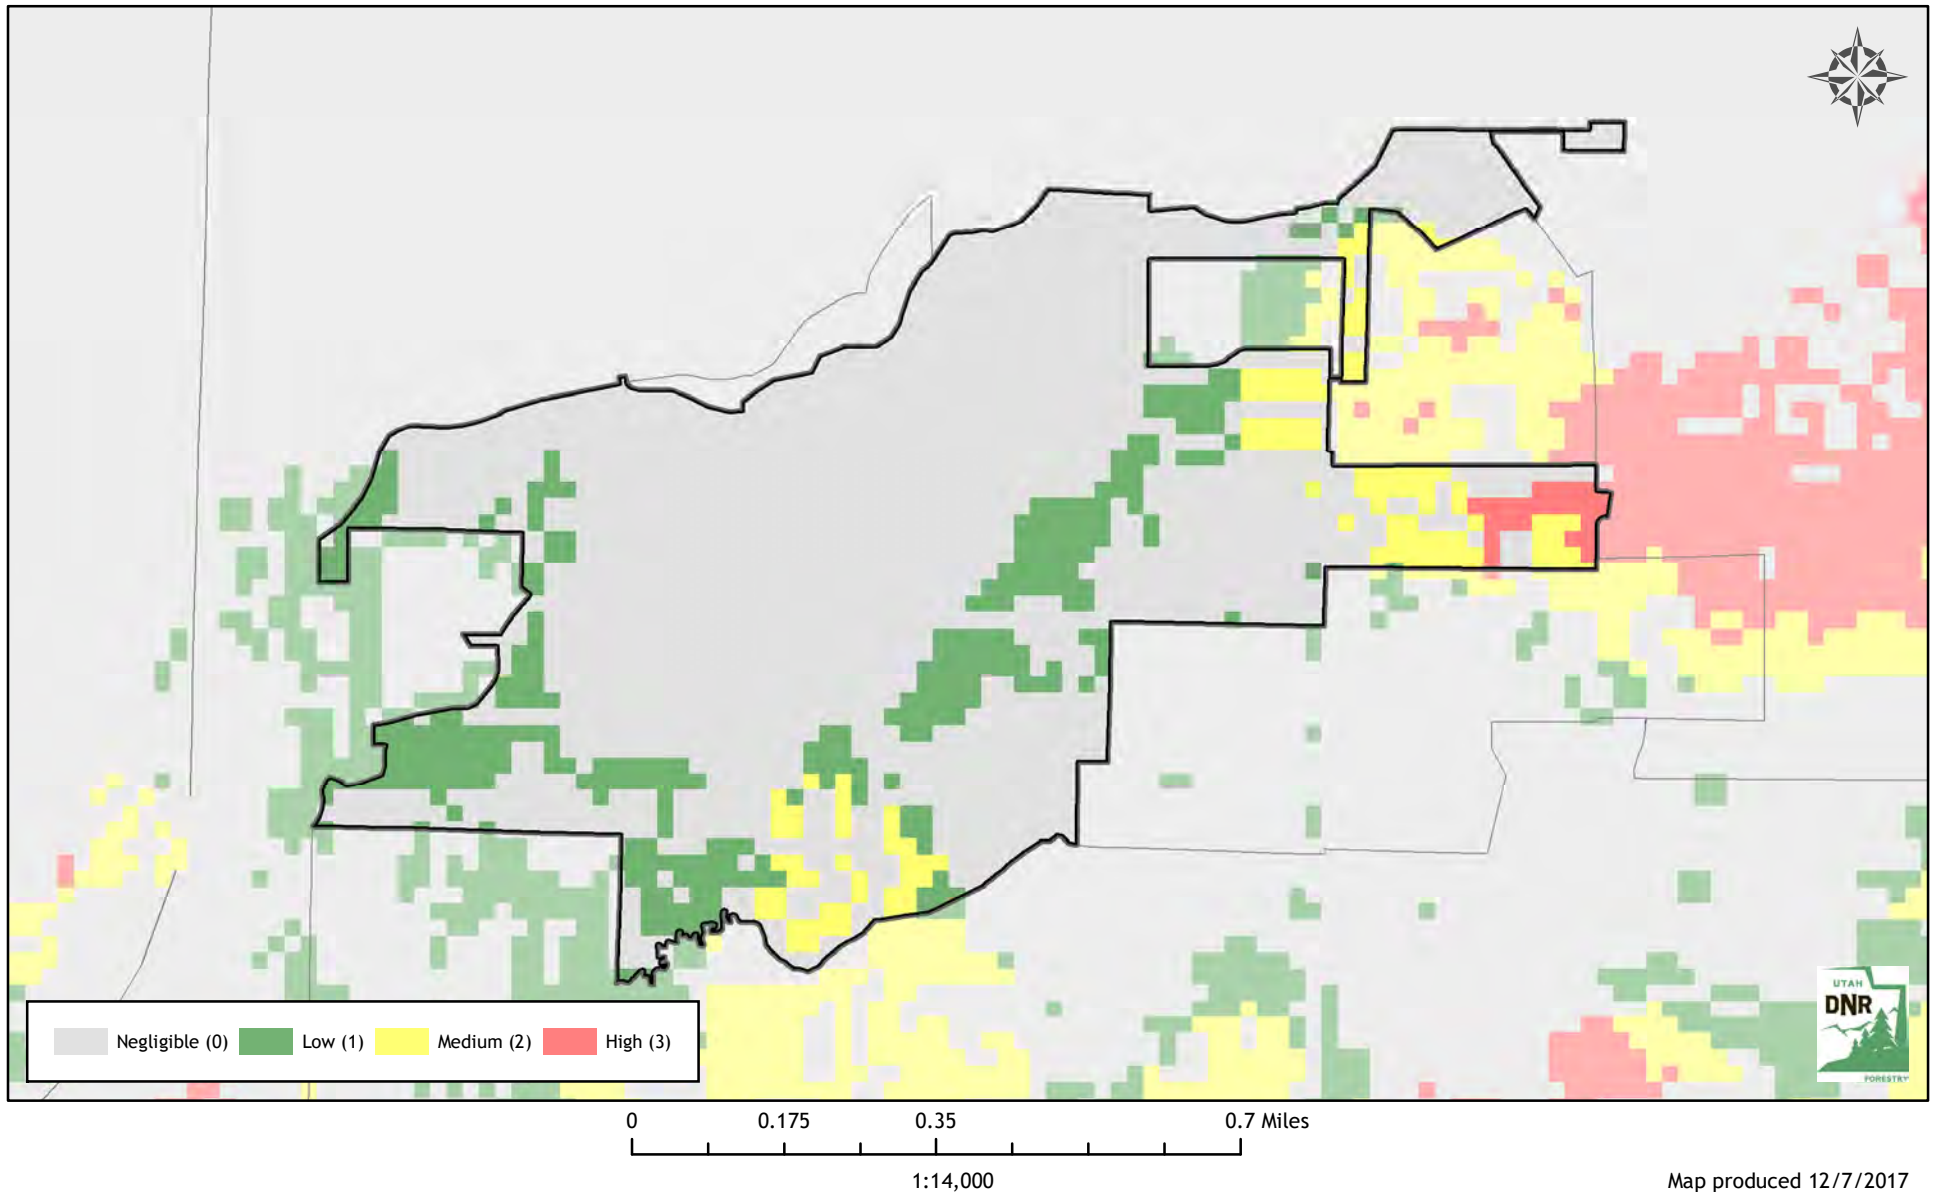 UTAH
DNR
FORESTRY
Negligible (0) Low (1) Medium (2) High (3)
0 0.175 0.35 0.7 Miles
1:14,000
Map produced 12/7/2017